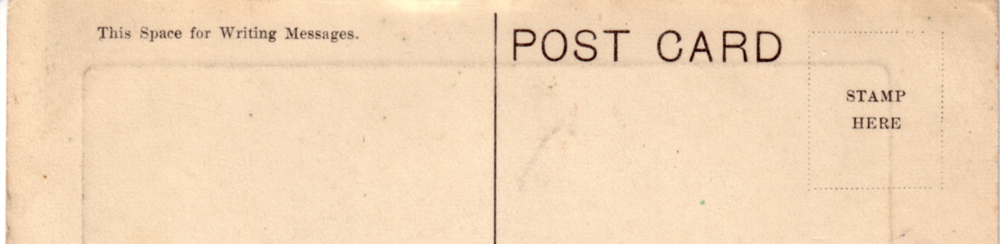 This Space for Writing Messages.
POST CARD
STAMP
HERE